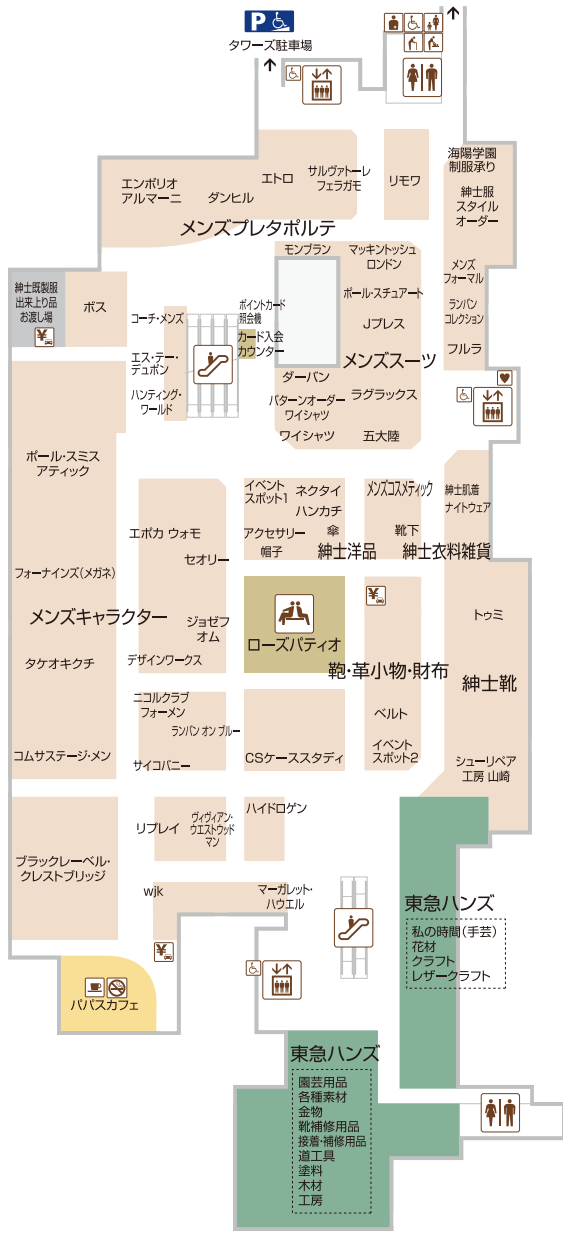 P
タワーズ駐車場
海陽学園
制服承り
エトロ
サルヴァトーレ
フェラガモ
リモワ
エンポリオ
アルマーニ
ダンヒル
紳士服
スタイル
オーダー
メンズプレタポルテ
モンブラン
マッキントッシュ
ロンドン
メンズ
フォーマル
紳士既製服
出来上り品
お渡し場
¥
ボス
コーチ・メンズ
ポイントカード
照会機
カード入会
カウンター
ポール・スチュアート
Jプレス
ランバン
コレクション
フルラ
エス・テー・
デュポン
メンズスーツ
ダーバン
ハンティング・
ワールド
パターンオーダー
ワイシャツ
ラグラックス
ワイシャツ
五大陸
ポール・スミス
アティック
イベント
スポット1
ネクタイ
ハンカチ
メンズコスメティック
紳士肌着
ナイトウェア
エポカ ウォモ
アクセサリー
傘
靴下
帽子
紳士洋品
紳士衣料雑貨
セオリー
フォーナインズ(メガネ)
¥
メンズキャラクター
ジョゼフ
オム
ローズパティオ
トゥミ
タケオキクチ
デザインワークス
鞄・革小物・財布
紳士靴
ニコルクラブ
フォーメン
ランバン オン ブルー
ベルト
コムサステージ・メン
サイコバニー
CSケーススタディ
イベント
スポット2
シューリペア
工房 山崎
リプレイ
ヴィヴィアン・
ウエストウッド
マン
ハイドロゲン
ブラックレーベル・
クレストブリッジ
wjk
マーガレット・
ハウエル
東急ハンズ
私の時間(手芸)
花材
クラフト
レザークラフト
¥
パパスカフェ
東急ハンズ
園芸用品
各種素材
金物
靴補修用品
接着・補修用品
道工具
塗料
木材
工房